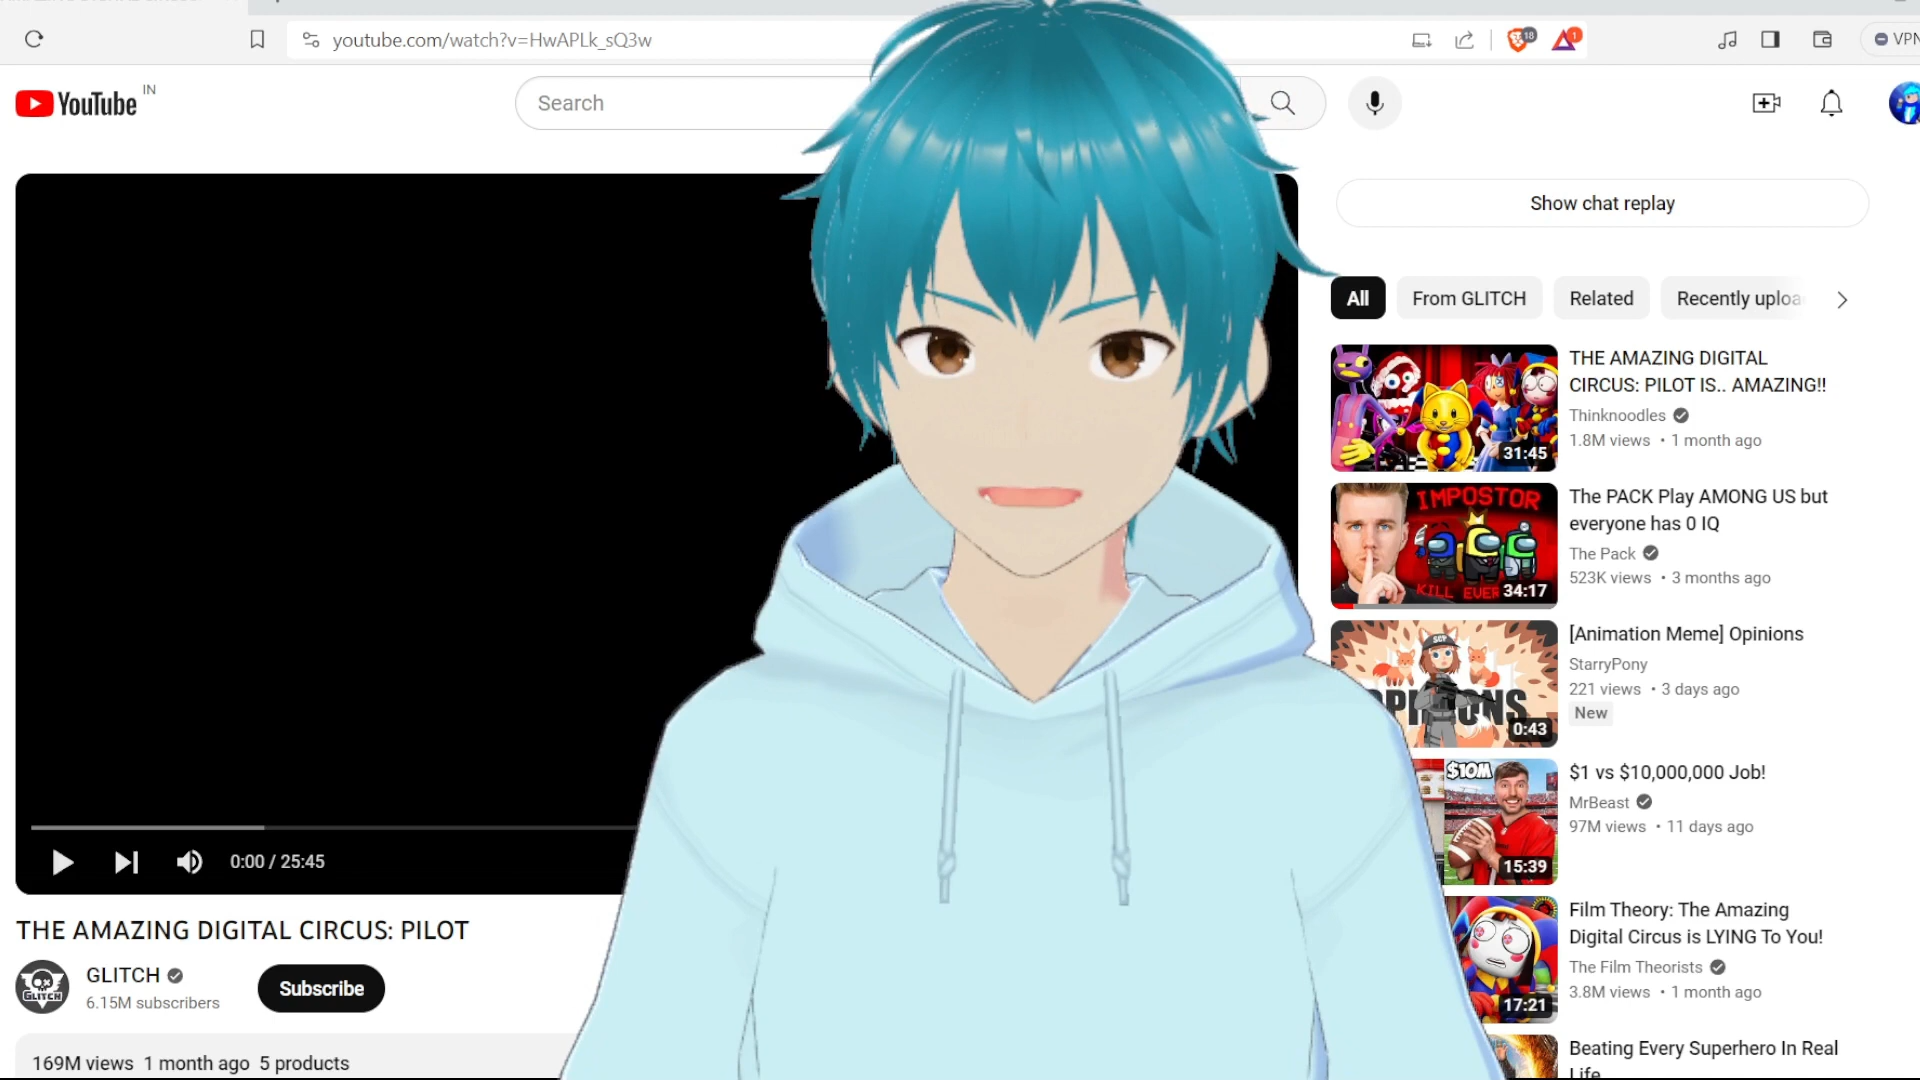 youtube.com/watch?v=HwAPLk_sQ3w
18
1
VPN
YouTube
IN
Search
Show chat replay
All
From GLITCH
Related
Recently uploa
31:45
THE AMAZING DIGITAL
CIRCUS: PILOT IS.. AMAZING!!
Thinknoodles
1.8M views • 1 month ago
IMPOSTOR
34:17
The PACK Play AMONG US but
everyone has 0 IQ
The Pack
523K views • 3 months ago
SCP
0:43
[Animation Meme] Opinions
StarryPony
221 views • 3 days ago
New
$10M
15:39
$1 vs $10,000,000 Job!
MrBeast
97M views • 11 days ago
17:21
Film Theory: The Amazing
Digital Circus is LYING To You!
The Film Theorists
3.8M views • 1 month ago
Beating Every Superhero In Real
Life
0:00 / 25:45
THE AMAZING DIGITAL CIRCUS: PILOT
GLITCH
GLITCH
6.15M subscribers
Subscribe
169M views 1 month ago 5 products